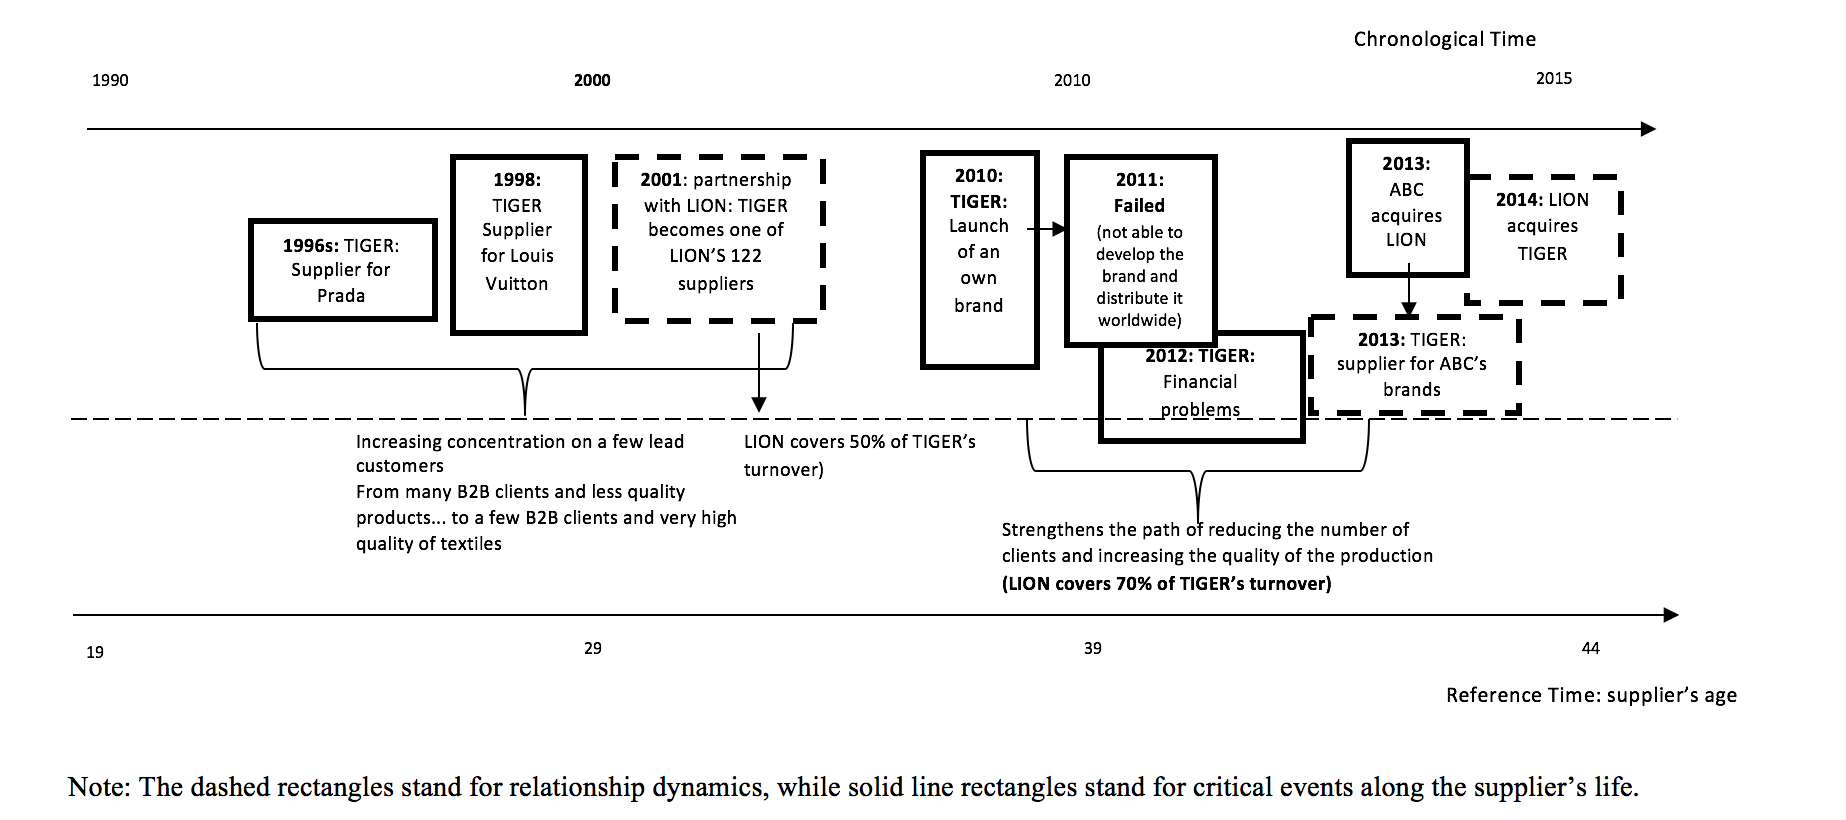 Chronological Time
1990
2000
2010
2015
1996s: TIGER:
Supplier for
Prada
1998:
TIGER
Supplier
for Louis
Vuitton
2001: partnership
with LION: TIGER
becomes one of
LION'S 122
suppliers
2010:
TIGER:
Launch
of an
own
brand
2011:
Failed
(not able to
develop the
brand and
distribute it
worldwide)
2012: TIGER:
Financial
problems
2013:
ABC
acquires
LION
2014: LION
acquires
TIGER
2013: TIGER:
supplier for ABC’s
brands
Increasing concentration on a few lead
customers
From many B2B clients and less quality
products... to a few B2B clients and very high
quality of textiles
LION covers 50% of TIGER’s
turnover)
Strengthens the path of reducing the number of
clients and increasing the quality of the production
(LION covers 70% of TIGER’s turnover)
19
29
39
44
Reference Time: supplier’s age
Note: The dashed rectangles stand for relationship dynamics, while solid line rectangles stand for critical events along the supplier’s life.